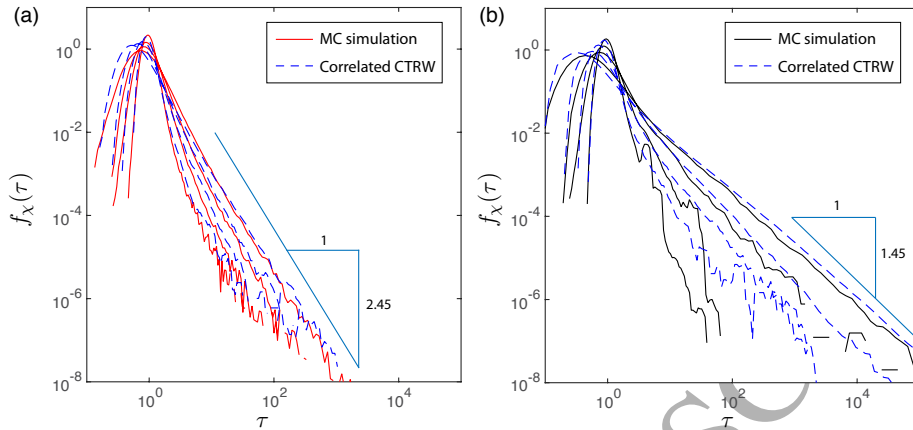 (a)
MC simulation
Correlated CTRW
10^0
10^-2
10^-4
10^-6
10^-8
f_χ(τ)
1
2.45
10^0
10^2
10^4
τ
(b)
MC simulation
Correlated CTRW
10^0
10^-2
10^-4
10^-6
10^-8
f_χ(τ)
1
1.45
10^0
10^2
10^4
τ